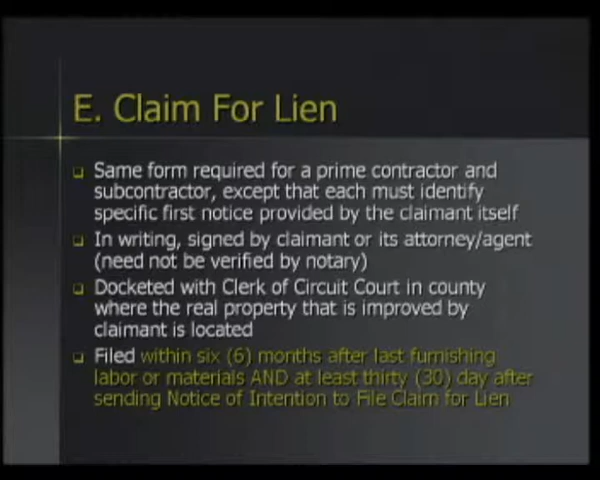 E. Claim For Lien
Same form required for a prime contractor and
subcontractor, except that each must identify
specific first notice provided by the claimant itself
In writing, signed by claimant or its attorney/agent
(need not be verified by notary)
Docketed with Clerk of Circuit Court in county
where the real property that is improved by
claimant is located
Filed within six (6) months after last furnishing
labor or materials AND at least thirty (30) day after
sending Notice of Intention to File Claim for Lien